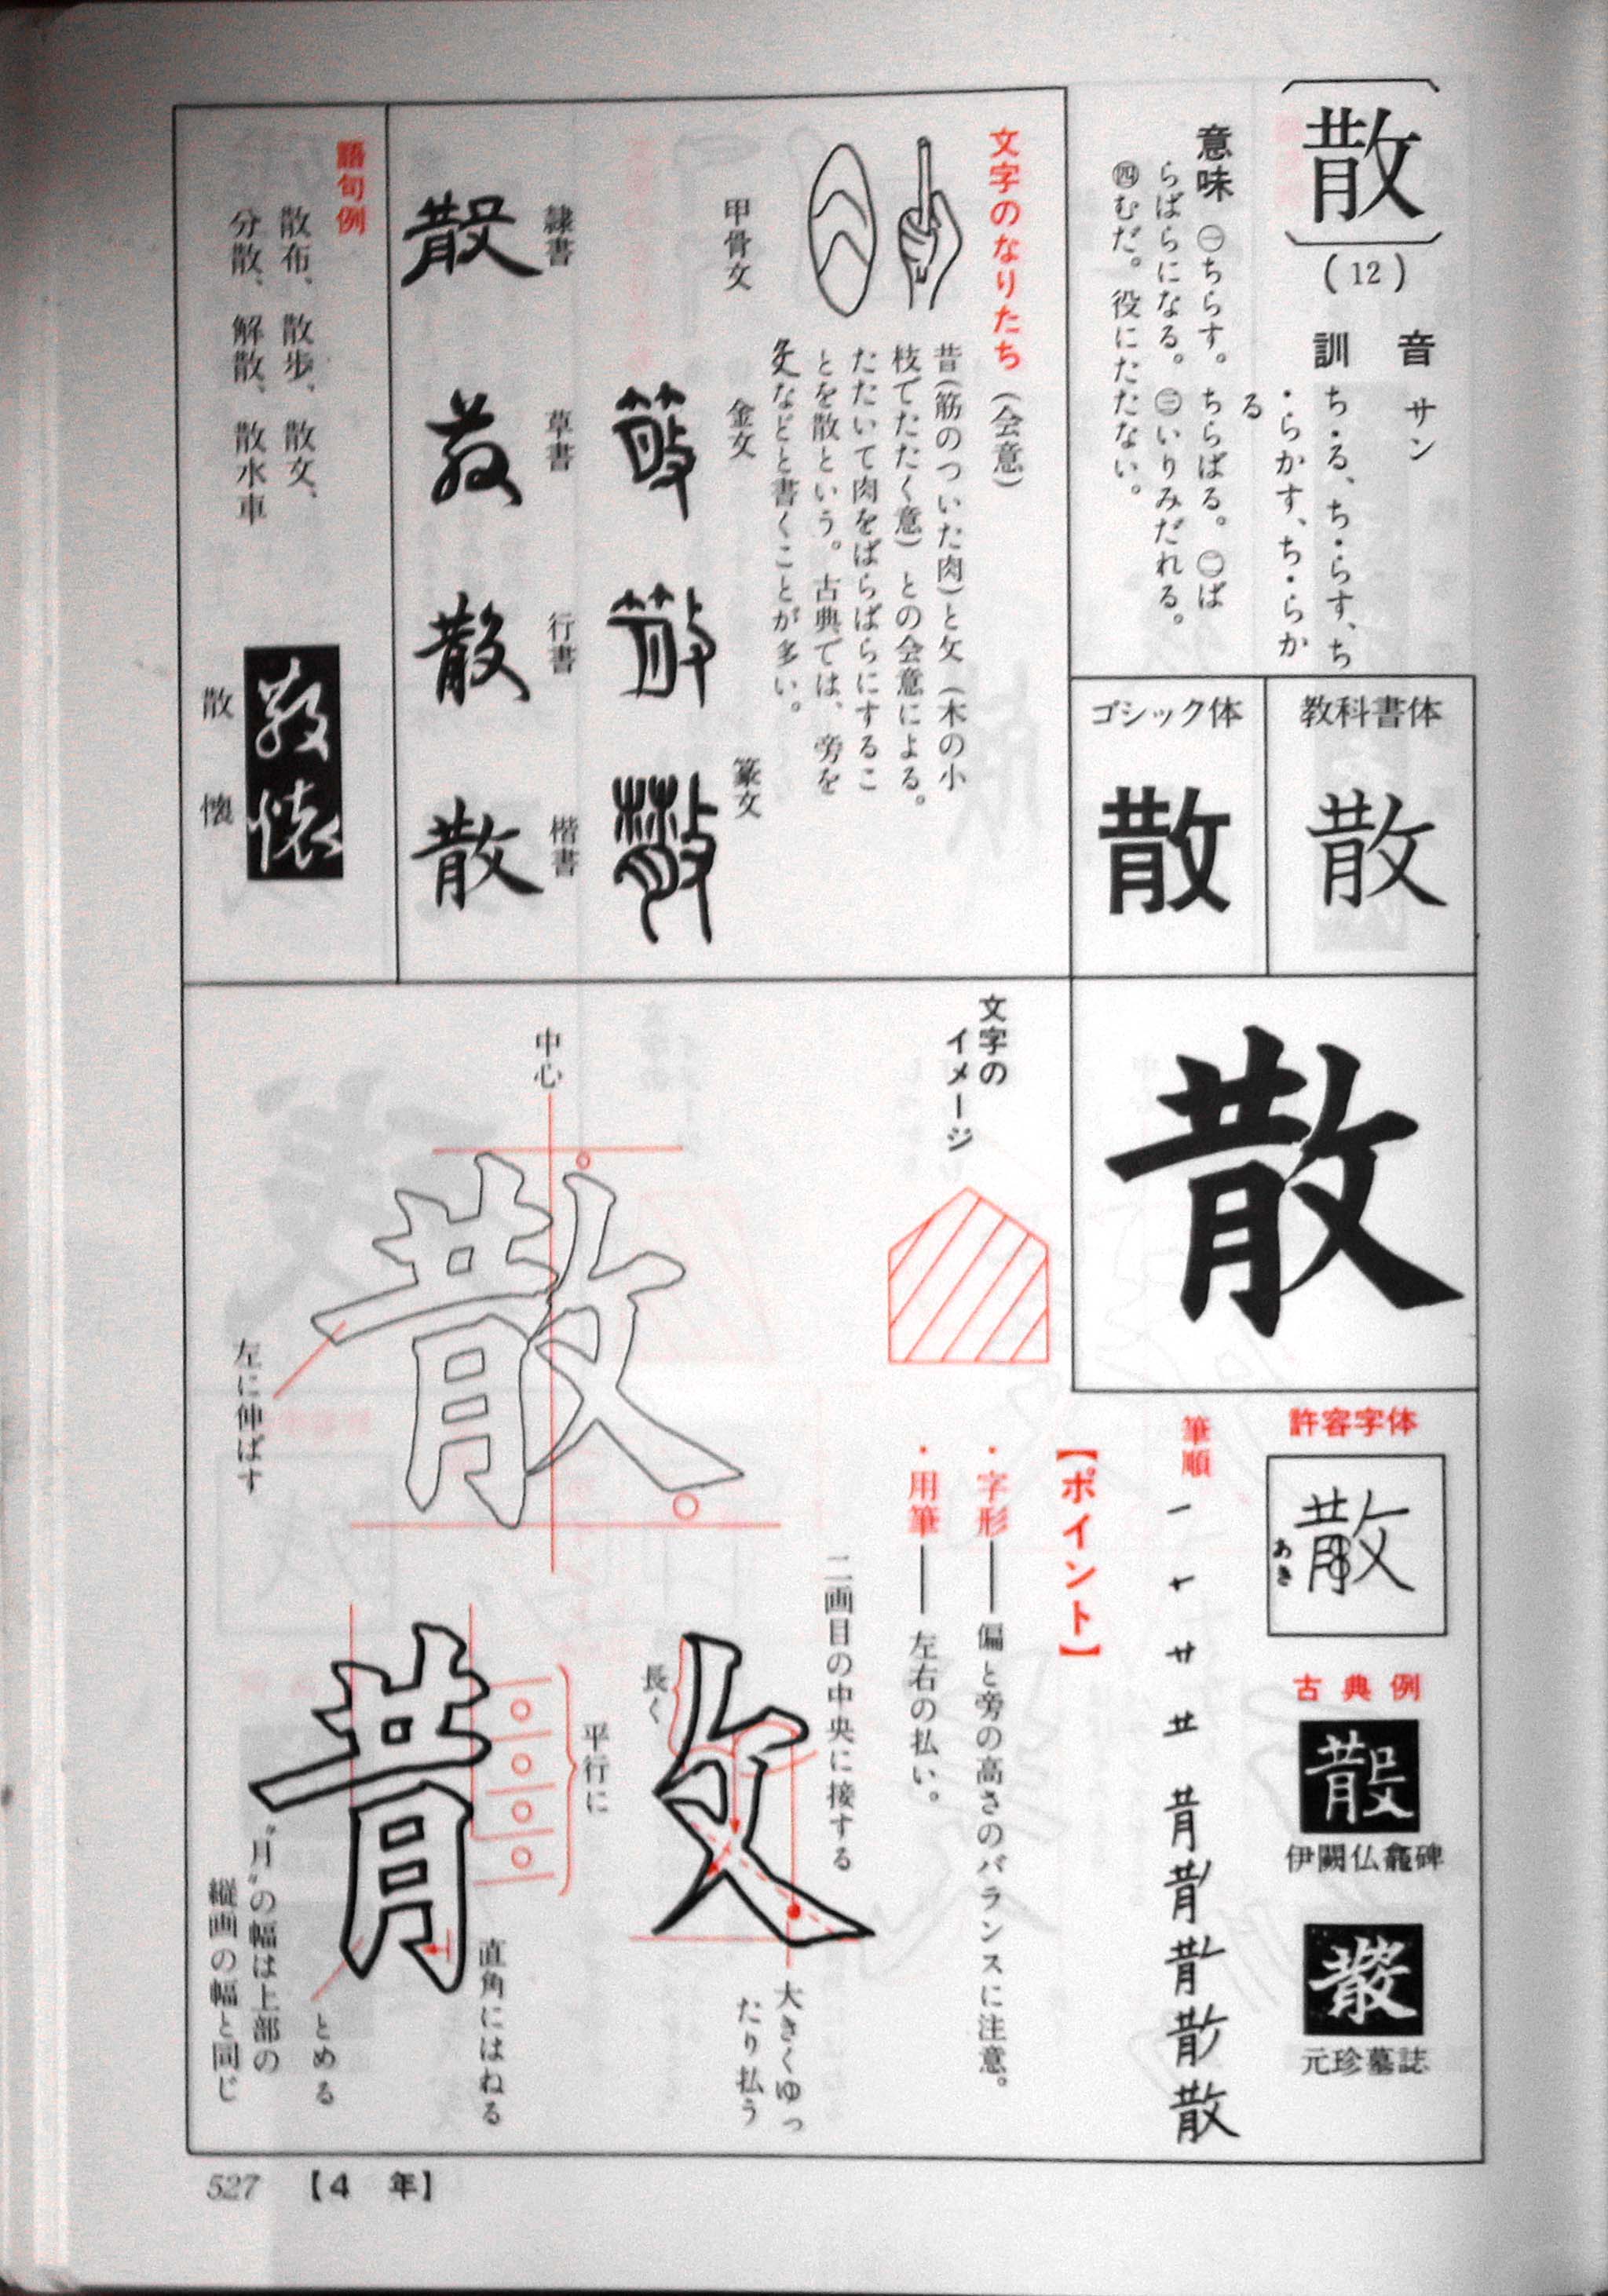 散
(12)
音 サン
訓 ち・る、ち・らす、ち
・らかす、ち・らか
る
意味 ㊀ちらす。ちらばる。㊁ば
らばらになる。㊂いりみだれる。
㊃むだ。役にたたない。
教科書体
散
ゴシック体
散
散
許容字体
散
あき
古典例
散
伊闕仏龕碑
散
元珍墓誌
筆順
文字のなりたち (会意)
昔(筋のついた肉)と攵(木の小
枝でたたく意)との会意による。
たたいて肉をばらばらにするこ
とを散という。古典では、旁を
などと書くことが多い。
甲骨文
金文
篆文
隷書
草書
行書
楷書
散
散
散
散
語句例
散布、散歩、散文、
分散、解散、散水車
散懐
散 懐
文字の
イメージ
【ポイント】
・字形──偏と旁の高さのバランスに注意。
・用筆──左右の払い。
中心
散
左に伸ばす
二画目の中央に接する
長く
攵
大きくゆっ
たり払う
平行に
直角にはねる
とめる
〝月〟の幅は上部の
縦画の幅と同じ
527 【4 年】